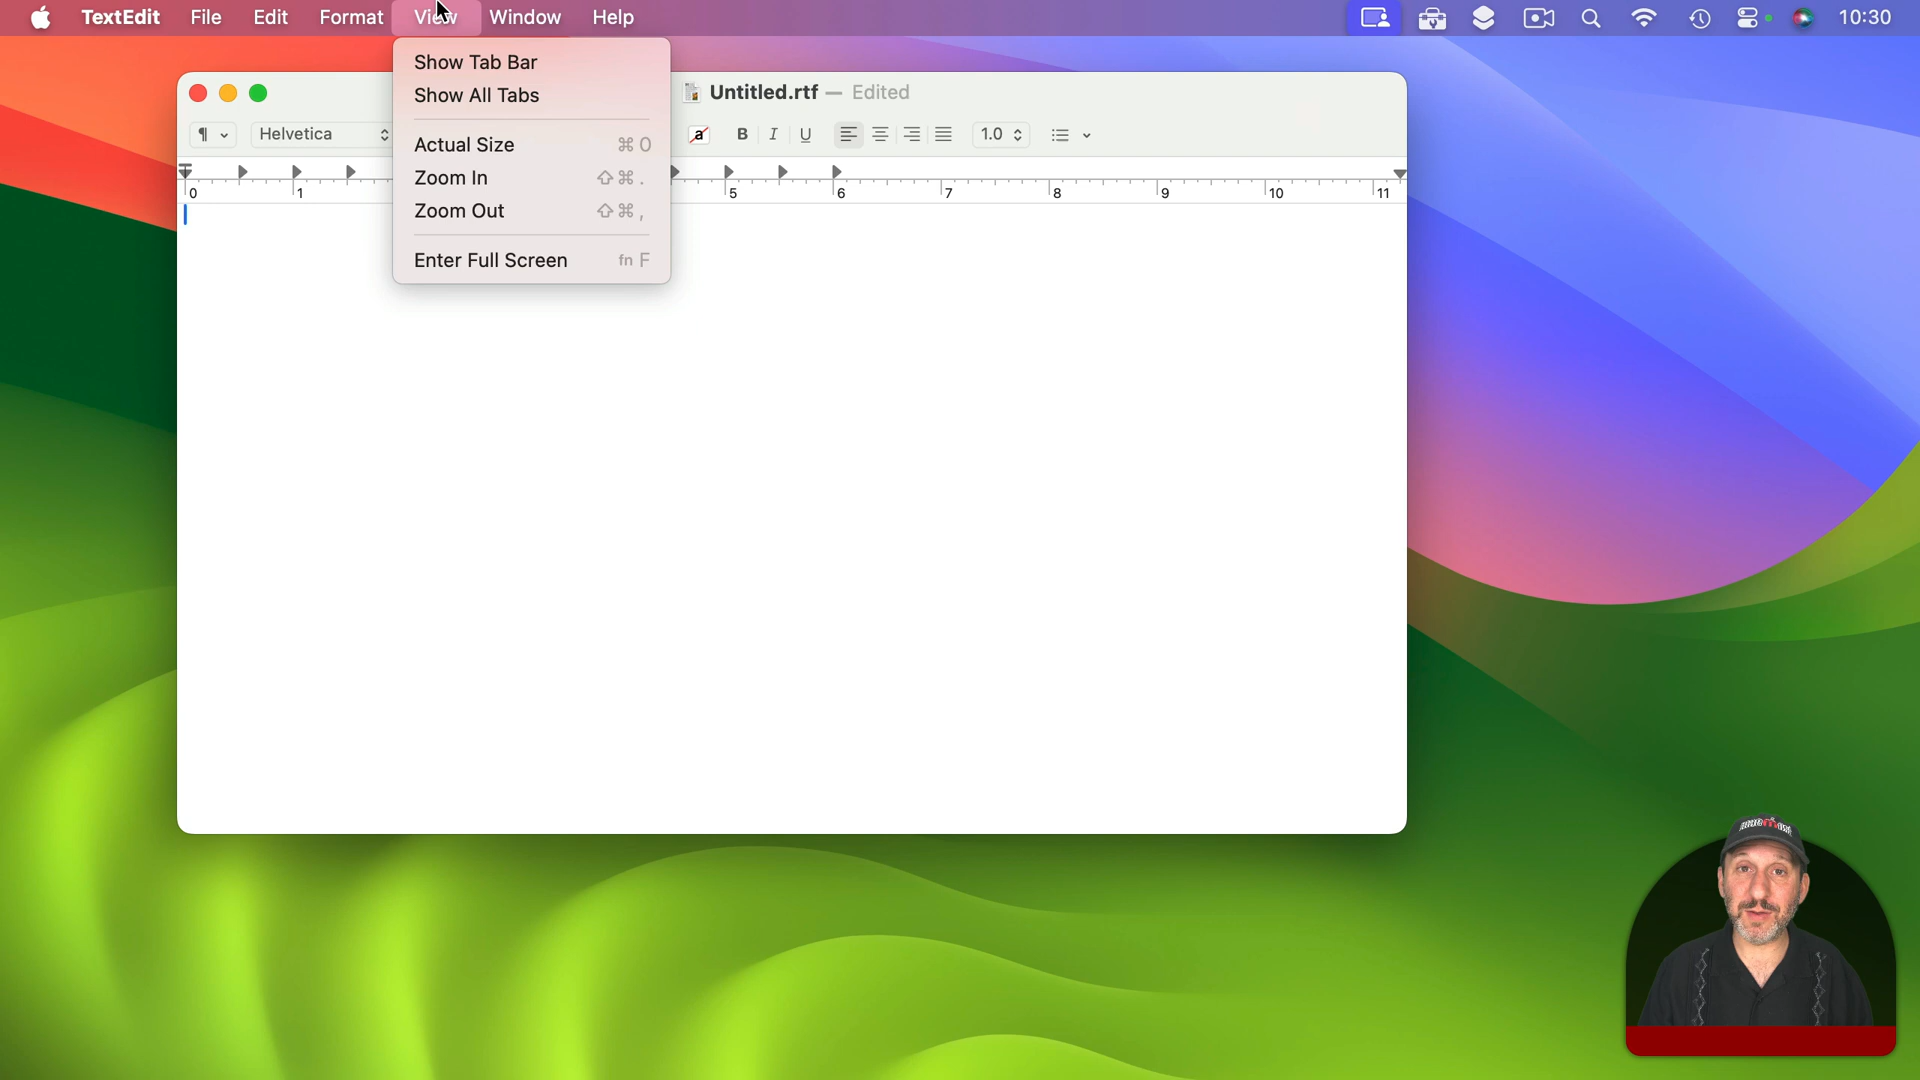 TextEdit File Edit Format View Window Help 10:30
Show Tab Bar
Show All Tabs
Actual Size ⌘ 0
Zoom In ⇧ ⌘ .
Zoom Out ⇧ ⌘ ,
Enter Full Screen fn F
Untitled.rtf — Edited
¶ Helvetica a B I U 1.0
0 1 5 6 7 8 9 10 11